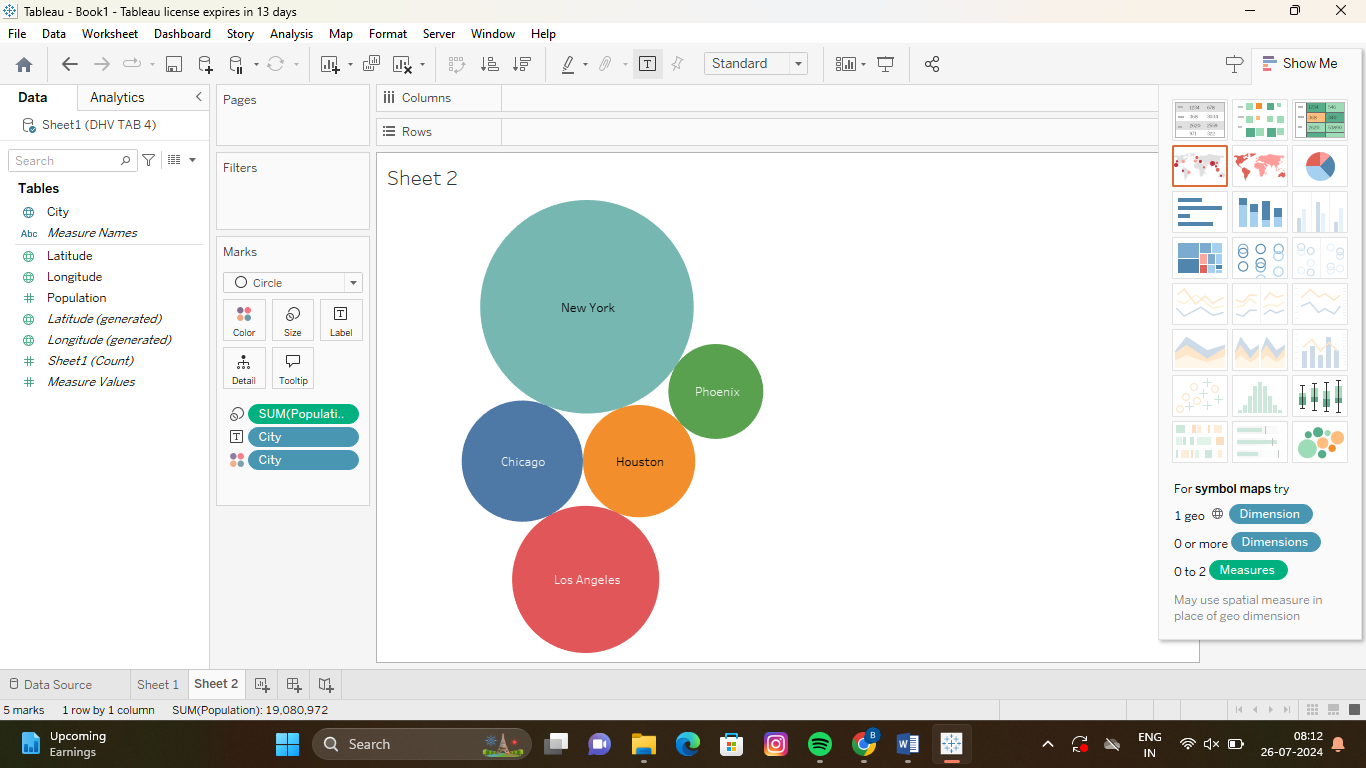 Tableau - Book1 - Tableau license expires in 13 days
File Data Worksheet Dashboard Story Analysis Map Format Server Window Help
Standard
Show Me
Data Analytics
Sheet1 (DHV TAB 4)
Search
Tables
City
Abc Measure Names
Latitude
Longitude
Population
Latitude (generated)
Longitude (generated)
Sheet1 (Count)
Measure Values
Pages
Filters
Marks
Circle
Color Size Label
Detail Tooltip
SUM(Populati..
City
City
Columns
Rows
Sheet 2
New York
Phoenix
Chicago
Houston
Los Angeles
For symbol maps try
1 geo Dimension
0 or more Dimensions
0 to 2 Measures
May use spatial measure in
place of geo dimension
Data Source Sheet 1 Sheet 2
5 marks 1 row by 1 column SUM(Population): 19,080,972
Upcoming
Earnings
Search
B
ENG
IN
08:12
26-07-2024